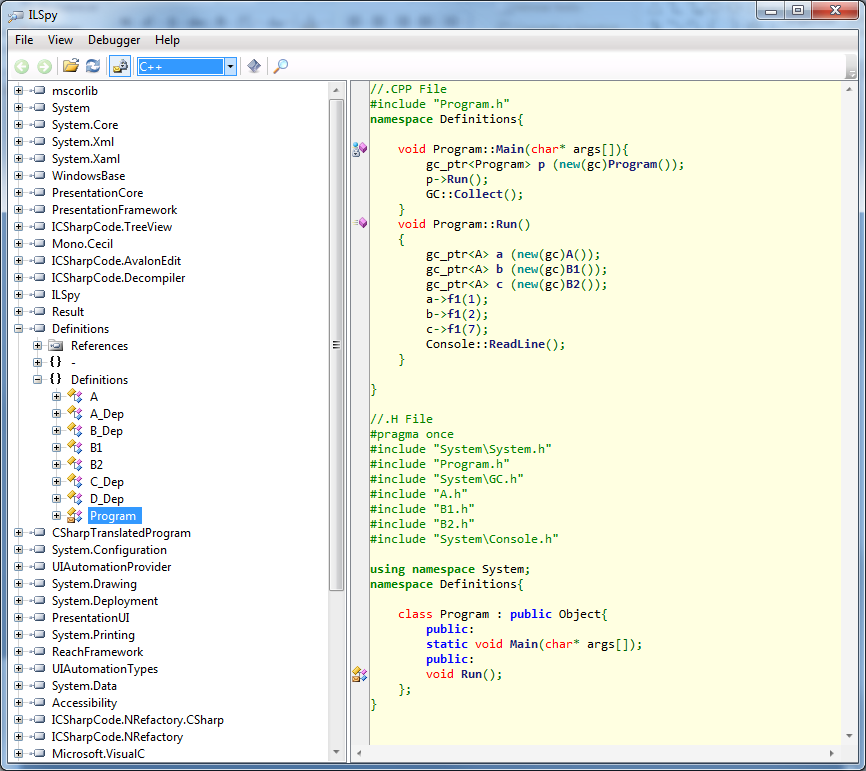 ILSpy
File View Debugger Help
C++
mscorlib
System
System.Core
System.Xml
System.Xaml
WindowsBase
PresentationCore
PresentationFramework
ICSharpCode.TreeView
Mono.Cecil
ICSharpCode.AvalonEdit
ICSharpCode.Decompiler
ILSpy
Result
Definitions
References
{} -
{} Definitions
A
A_Dep
B_Dep
B1
B2
C_Dep
D_Dep
Program
CSharpTranslatedProgram
System.Configuration
UIAutomationProvider
System.Drawing
System.Deployment
PresentationUI
System.Printing
ReachFramework
UIAutomationTypes
System.Data
Accessibility
ICSharpCode.NRefactory.CSharp
ICSharpCode.NRefactory
Microsoft.VisualC
//.CPP File
#include "Program.h"
namespace Definitions{
void Program::Main(char* args[]){
gc_ptr<Program> p (new(gc)Program());
p->Run();
GC::Collect();
}
void Program::Run()
{
gc_ptr<A> a (new(gc)A());
gc_ptr<A> b (new(gc)B1());
gc_ptr<A> c (new(gc)B2());
a->f1(1);
b->f1(2);
c->f1(7);
Console::ReadLine();
}
}
//.H File
#pragma once
#include "System\System.h"
#include "Program.h"
#include "System\GC.h"
#include "A.h"
#include "B1.h"
#include "B2.h"
#include "System\Console.h"
using namespace System;
namespace Definitions{
class Program : public Object{
public:
static void Main(char* args[]);
public:
void Run();
};
}